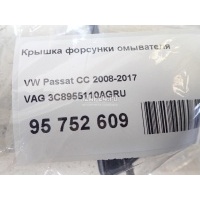 Крышка форсунки омывателя
VW Passat CC 2008-2017
VAG 3C8955110AGRU
95 752 609